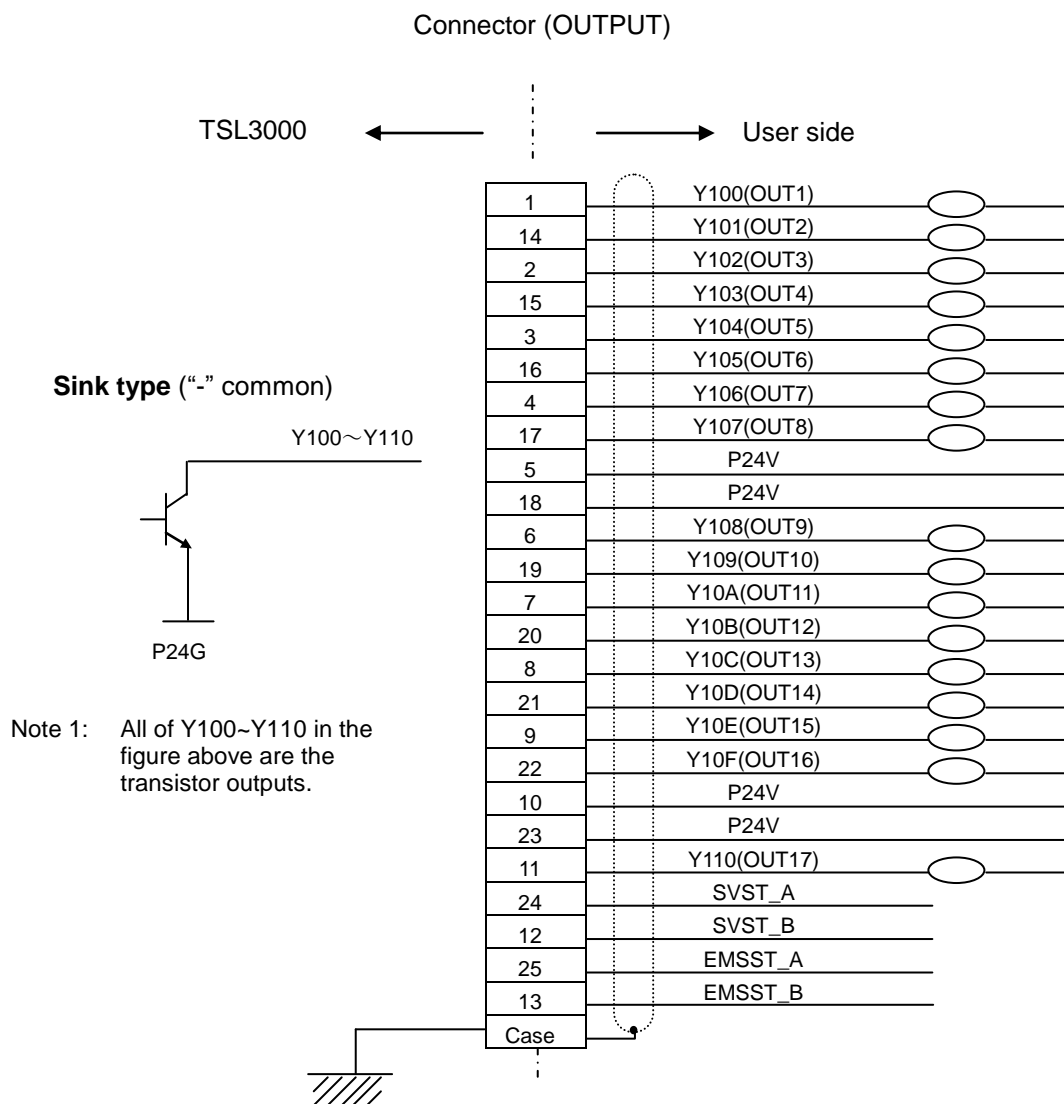 Connector (OUTPUT)
TSL3000
User side
1 Y100(OUT1)
14 Y101(OUT2)
2 Y102(OUT3)
15 Y103(OUT4)
3 Y104(OUT5)
16 Y105(OUT6)
4 Y106(OUT7)
17 Y107(OUT8)
5 P24V
18 P24V
6 Y108(OUT9)
19 Y109(OUT10)
7 Y10A(OUT11)
20 Y10B(OUT12)
8 Y10C(OUT13)
21 Y10D(OUT14)
9 Y10E(OUT15)
22 Y10F(OUT16)
10 P24V
23 P24V
11 Y110(OUT17)
24 SVST_A
12 SVST_B
25 EMSST_A
13 EMSST_B
Case
Sink type (“-” common)
Y100～Y110
P24G
Note 1: All of Y100~Y110 in the
figure above are the
transistor outputs.